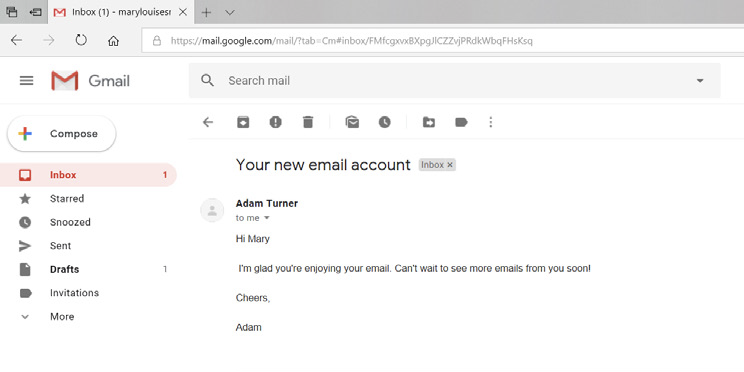 Inbox (1) - marylouises
https://mail.google.com/mail/?tab=Cm#inbox/FMfcgxvxBXpgJlCZZvjPRdkWbqFHsKsq
Gmail
Search mail
Compose
Your new email account Inbox ×
Inbox 1
Starred
Snoozed
Sent
Drafts 1
Invitations
More
Adam Turner
to me
Hi Mary
I'm glad you're enjoying your email. Can't wait to see more emails from you soon!
Cheers,
Adam